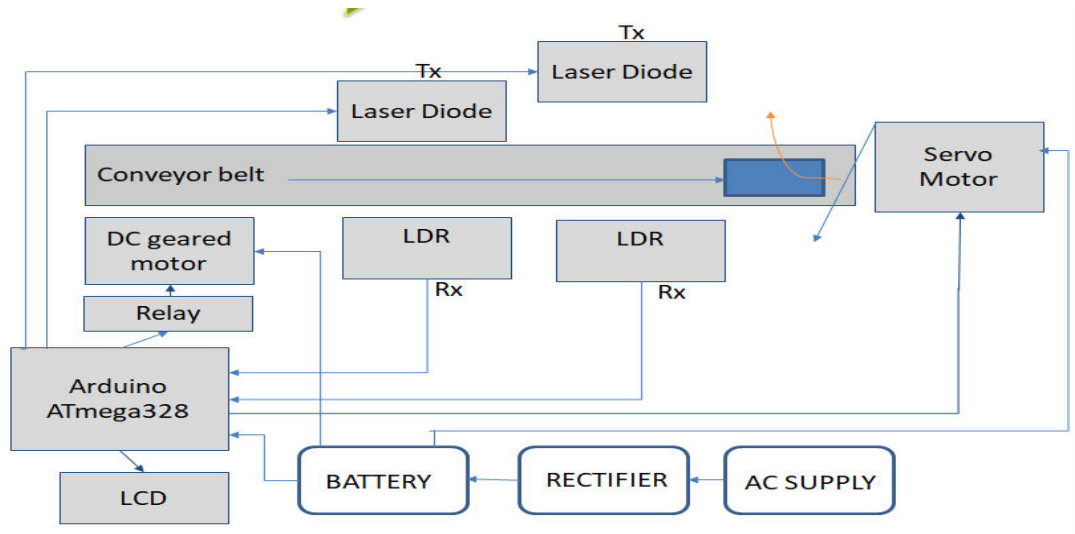 Tx
Laser Diode
Tx
Laser Diode
Conveyor belt
Servo
Motor
DC geared
motor
LDR
Rx
LDR
Rx
Relay
Arduino
ATmega328
LCD
BATTERY
RECTIFIER
AC SUPPLY